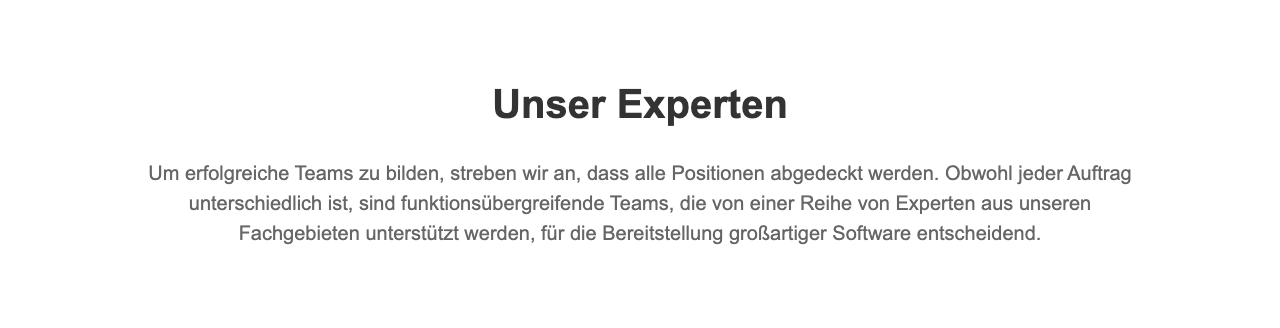 Unser Experten
Um erfolgreiche Teams zu bilden, streben wir an, dass alle Positionen abgedeckt werden. Obwohl jeder Auftrag
unterschiedlich ist, sind funktionsübergreifende Teams, die von einer Reihe von Experten aus unseren
Fachgebieten unterstützt werden, für die Bereitstellung großartiger Software entscheidend.